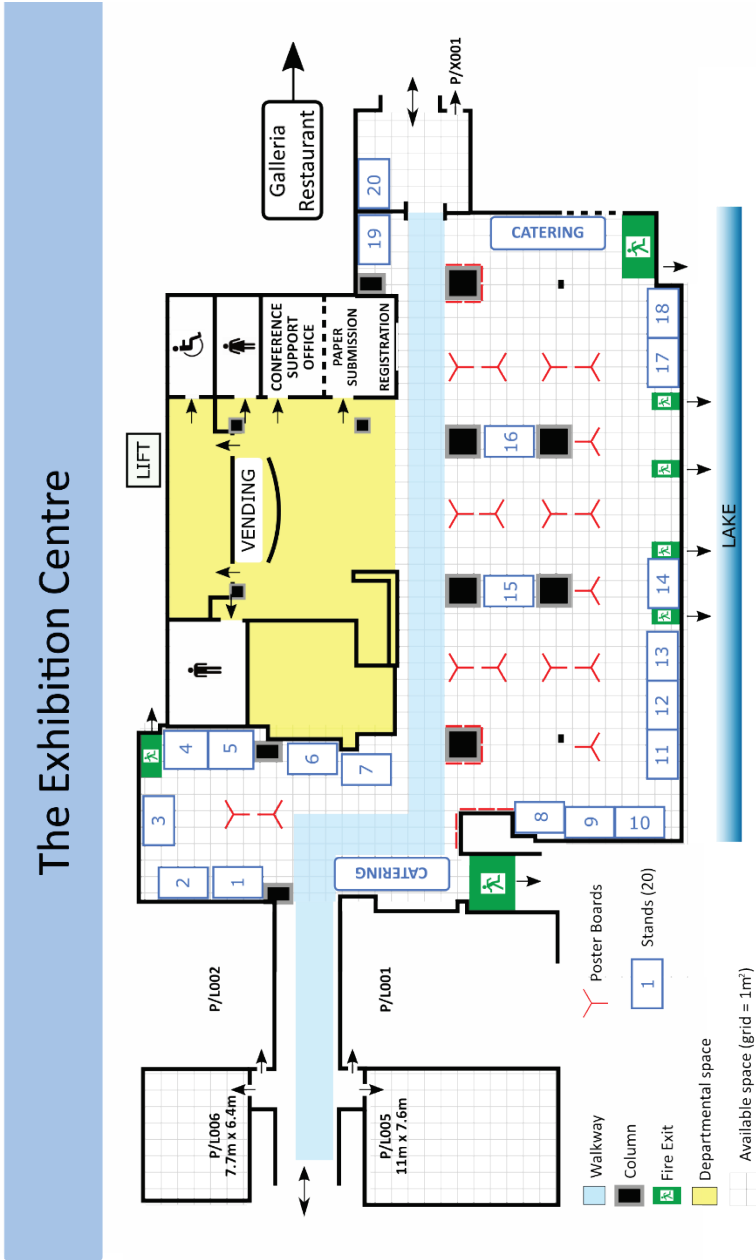 The Exhibition Centre
P/L006
7.7m x 6.4m
P/L002
LIFT
Galleria
Restaurant
P/L005
11m x 7.6m
P/L001
P/X001
VENDING
CONFERENCE
SUPPORT
OFFICE
PAPER
SUBMISSION
REGISTRATION
CATERING
CATERING
1
2
3
4
5
6
7
8
9
10
11
12
13
14
15
16
17
18
19
20
LAKE
Walkway
Column
Fire Exit
Departmental space
Available space (grid = 1m²)
Poster Boards
1
Stands (20)